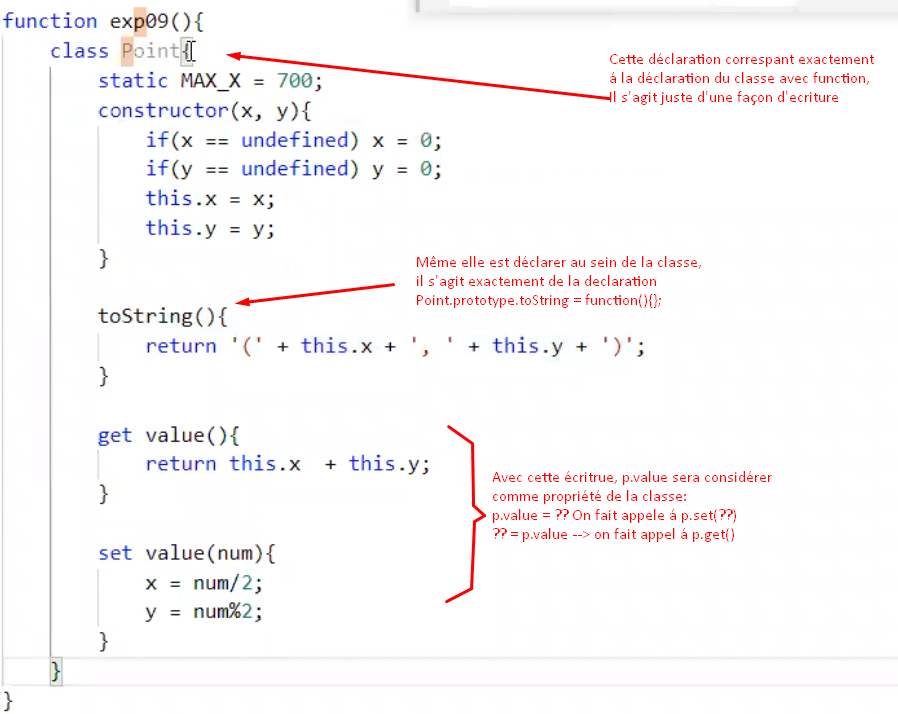 function exp09(){
class Point{
static MAX_X = 700;
constructor(x, y){
if(x == undefined) x = 0;
if(y == undefined) y = 0;
this.x = x;
this.y = y;
}
toString(){
return '(' + this.x + ', ' + this.y + ')';
}
get value(){
return this.x  + this.y;
}
set value(num){
x = num/2;
y = num%2;
}
}
}
Cette déclaration correspant exactement
á la déclaration du classe avec function,
Il s'agit juste d'une façon d'ecriture
Même elle est déclarer au sein de la classe,
il s'agit exactement de la declaration
Point.prototype.toString = function(){};
Avec cette écritrue, p.value sera considérer
comme propriété de la classe:
p.value = ?? On fait appele á p.set(??)
?? = p.value --> on fait appel á p.get()